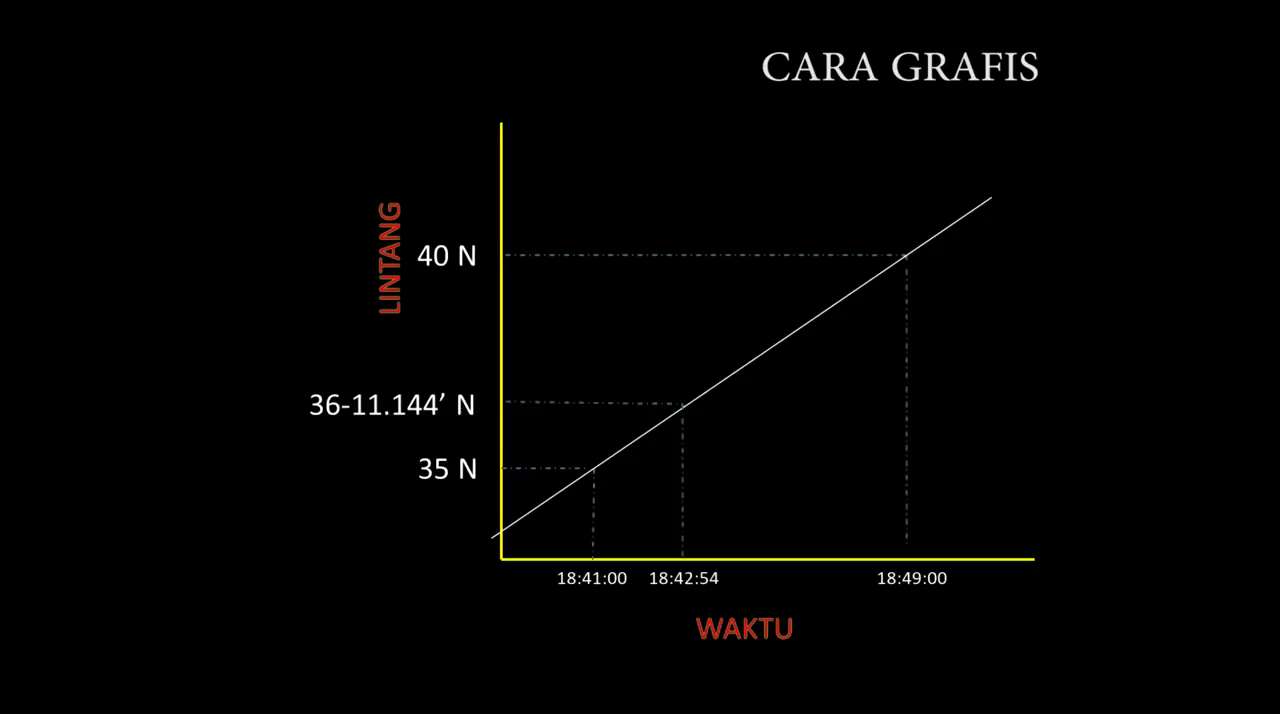 CARA GRAFIS
LINTANG
40 N
36-11.144’ N
35 N
18:41:00 18:42:54 18:49:00
WAKTU